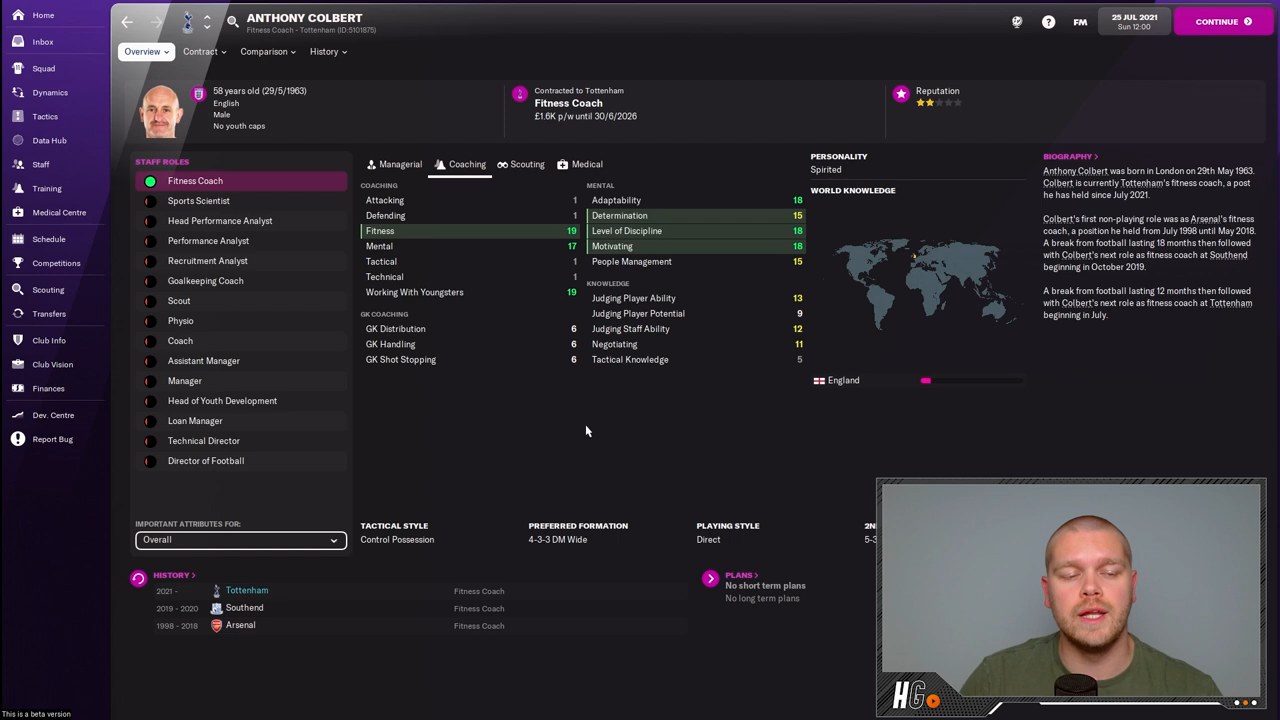 Home
Inbox
Squad
Dynamics
Tactics
Data Hub
Staff
Training
Medical Centre
Schedule
Competitions
Scouting
Transfers
Club Info
Club Vision
Finances
Dev. Centre
Report Bug
This is a beta version
ANTHONY COLBERT
Fitness Coach - Tottenham (ID:5101875)
FM
25 JUL 2021
Sun 12:00
CONTINUE
Overview
Contract
Comparison
History
58 years old (29/5/1963)
English
Male
No youth caps
Contracted to Tottenham
Fitness Coach
£1.6K p/w until 30/6/2026
Reputation
STAFF ROLES
Fitness Coach
Sports Scientist
Head Performance Analyst
Performance Analyst
Recruitment Analyst
Goalkeeping Coach
Scout
Physio
Coach
Assistant Manager
Manager
Head of Youth Development
Loan Manager
Technical Director
Director of Football
IMPORTANT ATTRIBUTES FOR:
Overall
Managerial
Coaching
Scouting
Medical
COACHING
Attacking 1
Defending 1
Fitness 19
Mental 17
Tactical 1
Technical 1
Working With Youngsters 19
GK COACHING
GK Distribution 6
GK Handling 6
GK Shot Stopping 6
MENTAL
Adaptability 18
Determination 15
Level of Discipline 18
Motivating 18
People Management 15
KNOWLEDGE
Judging Player Ability 13
Judging Player Potential 9
Judging Staff Ability 12
Negotiating 11
Tactical Knowledge 5
PERSONALITY
Spirited
WORLD KNOWLEDGE
England
BIOGRAPHY >
Anthony Colbert was born in London on 29th May 1963.
Colbert is currently Tottenham's fitness coach, a post
he has held since July 2021.
Colbert's first non-playing role was as Arsenal's fitness
coach, a position he held from July 1998 until May 2018.
A break from football lasting 18 months then followed
with Colbert's next role as fitness coach at Southend
beginning in October 2019.
A break from football lasting 12 months then followed
with Colbert's next role as fitness coach at Tottenham
beginning in July.
TACTICAL STYLE
Control Possession
PREFERRED FORMATION
4-3-3 DM Wide
PLAYING STYLE
Direct
2N
5-3
HISTORY >
2021 - Tottenham Fitness Coach
2019 - 2020 Southend Fitness Coach
1998 - 2018 Arsenal Fitness Coach
PLANS >
No short term plans
No long term plans
HG